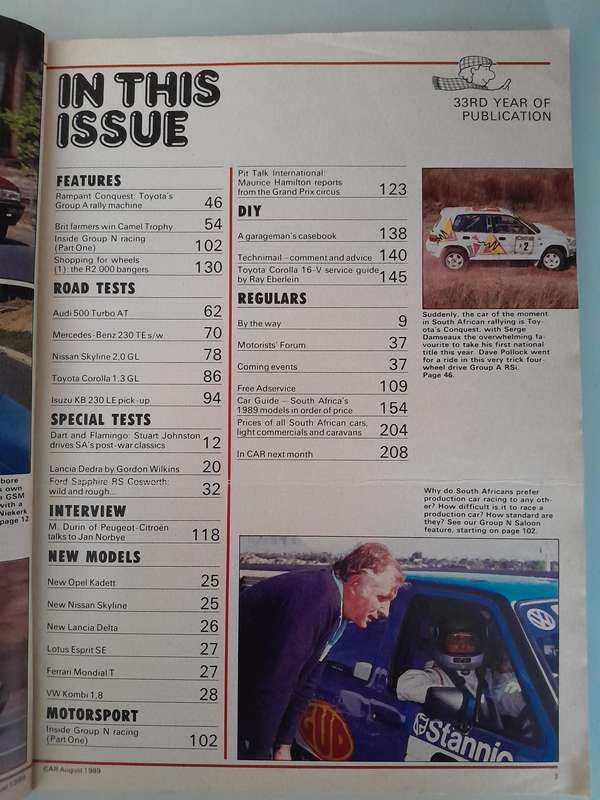 IN THIS
ISSUE
33RD YEAR OF
PUBLICATION
FEATURES
Rampant Conquest: Toyota's
Group A rally machine 46
Brit farmers win Camel Trophy 54
Inside Group N racing
(Part One) 102
Shopping for wheels
(1): the R2 000 bangers 130
ROAD TESTS
Audi 500 Turbo AT 62
Mercedes-Benz 230 TE s/w 70
Nissan Skyline 2.0 GL 78
Toyota Corolla 1.3 GL 86
Isuzu KB 230 LE pick-up 94
SPECIAL TESTS
Dart and Flamingo: Stuart Johnston
drives SA's post-war classics 12
Lancia Dedra by Gordon Wilkins 20
Ford Sapphire RS Cosworth:
wild and rough... 32
INTERVIEW
M. Durin of Peugeot-Citroën
talks to Jan Norbye 118
NEW MODELS
New Opel Kadett 25
New Nissan Skyline 25
New Lancia Delta 26
Lotus Esprit SE 27
Ferrari Mondial T 27
VW Kombi 1,8 28
MOTORSPORT
Inside Group N racing
(Part One) 102
Pit Talk International:
Maurice Hamilton reports
from the Grand Prix circus 123
DIY
A garageman's casebook 138
Technimail – comment and advice 140
Toyota Corolla 16-V service guide
by Ray Eberlein 145
REGULARS
By the way 9
Motorists' Forum 37
Coming events 37
Free Adservice 109
Car Guide – South Africa's
1989 models in order of price 154
Prices of all South African cars,
light commercials and caravans 204
In CAR next month 208
2
Suddenly, the car of the moment
in South African rallying is Toy-
ota's Conquest, with Serge
Damseaux the overwhelming fa-
vourite to take his first national
title this year. Dave Pollock went
for a ride in this very trick four-
wheel drive Group A RSi.
Page 46.
Why do South Africans prefer
production car racing to any oth-
er? How difficult is it to race a
production car? How standard are
they? See our Group N Saloon
feature, starting on page 102.
Stannic
CAR August 1989
bore
s own
e GSM
with a
Niekerk
page 12